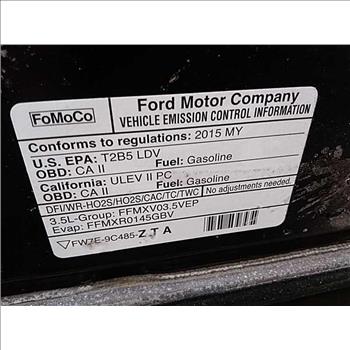 FoMoCo
Ford Motor Company
VEHICLE EMISSION CONTROL INFORMATION
Conforms to regulations: 2015 MY
U.S. EPA: T2B5 LDV
OBD: CA II Fuel: Gasoline
California: ULEV II PC
OBD: CA II Fuel: Gasoline
DFI/WR-HO2S/HO2S/CAC/TC/TWC No adjustments needed.
3.5L-Group: FFMXV03.5VEP
Evap: FFMXR0145GBV
FW7E-9C485-ZTA